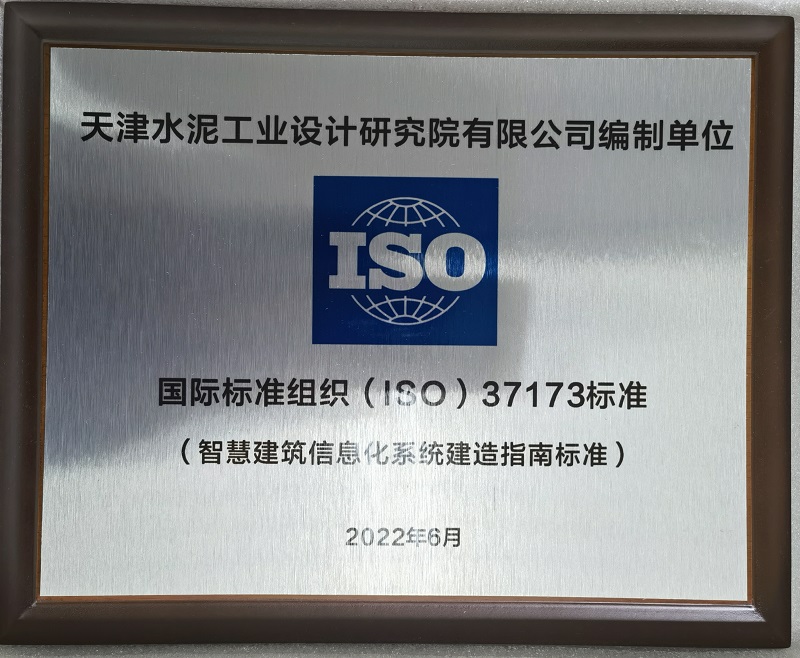 天津水泥工业设计研究院有限公司编制单位
ISO
国际标准组织（ISO）37173标准
（智慧建筑信息化系统建造指南标准）
2022年6月